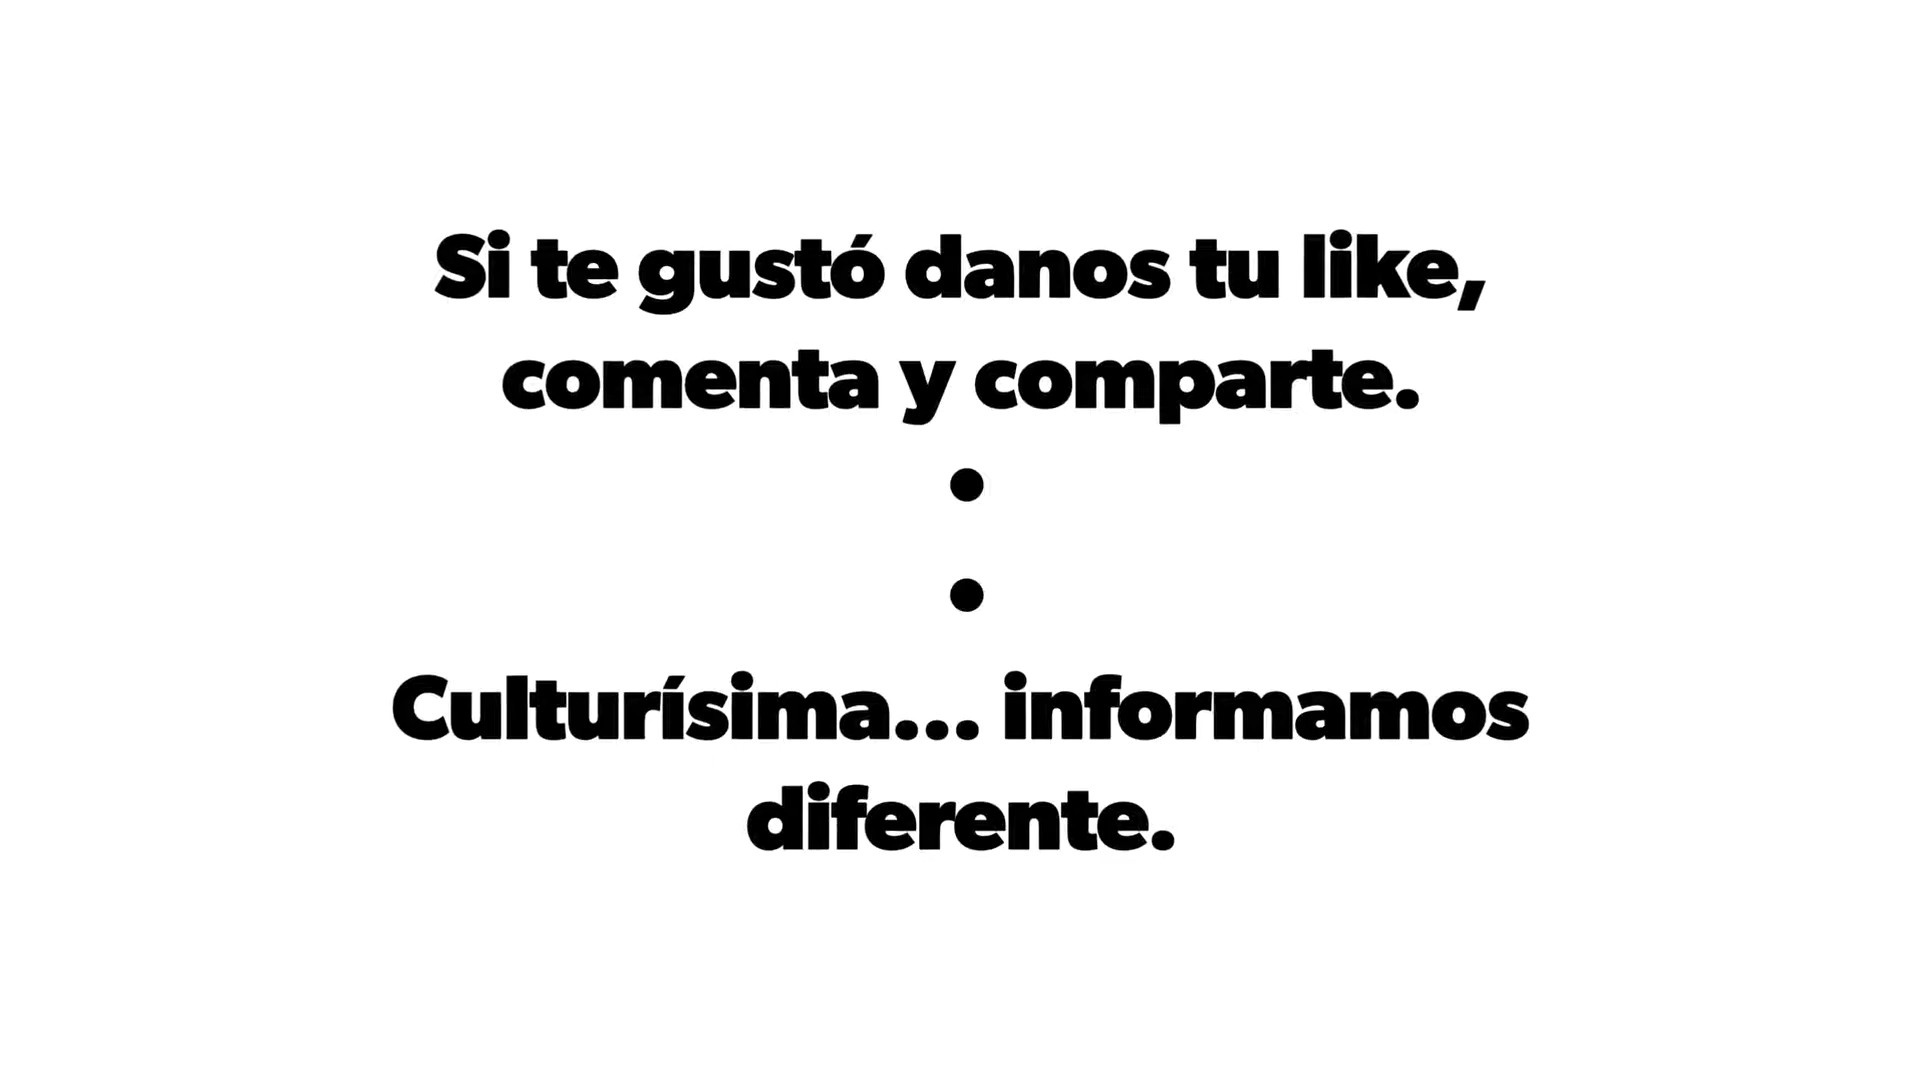 Si te gustó danos tu like,
comenta y comparte.
•
•
Culturísima... informamos
diferente.